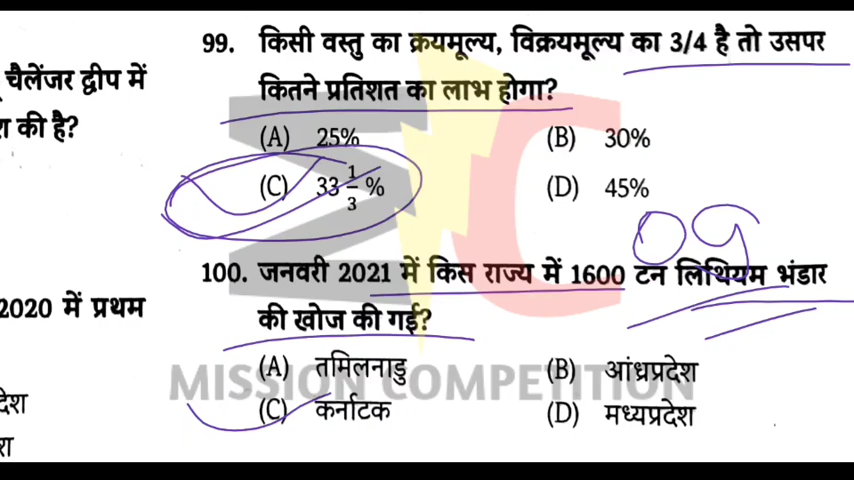 99. किसी वस्तु का क्रयमूल्य, विक्रयमूल्य का 3/4 है तो उसपर
चैलेंजर द्वीप में
कितने प्रतिशत का लाभ होगा?
श की है?
(A) 25% (B) 30%
(C) 33 1/3 % (D) 45%
09
100. जनवरी 2021 में किस राज्य में 1600 टन लिथियम भंडार
2020 में प्रथम
की खोज की गई?
(A) तमिलनाडु (B) आंध्रप्रदेश
MISSION COMPETITION
देश
(C) कर्नाटक (D) मध्यप्रदेश